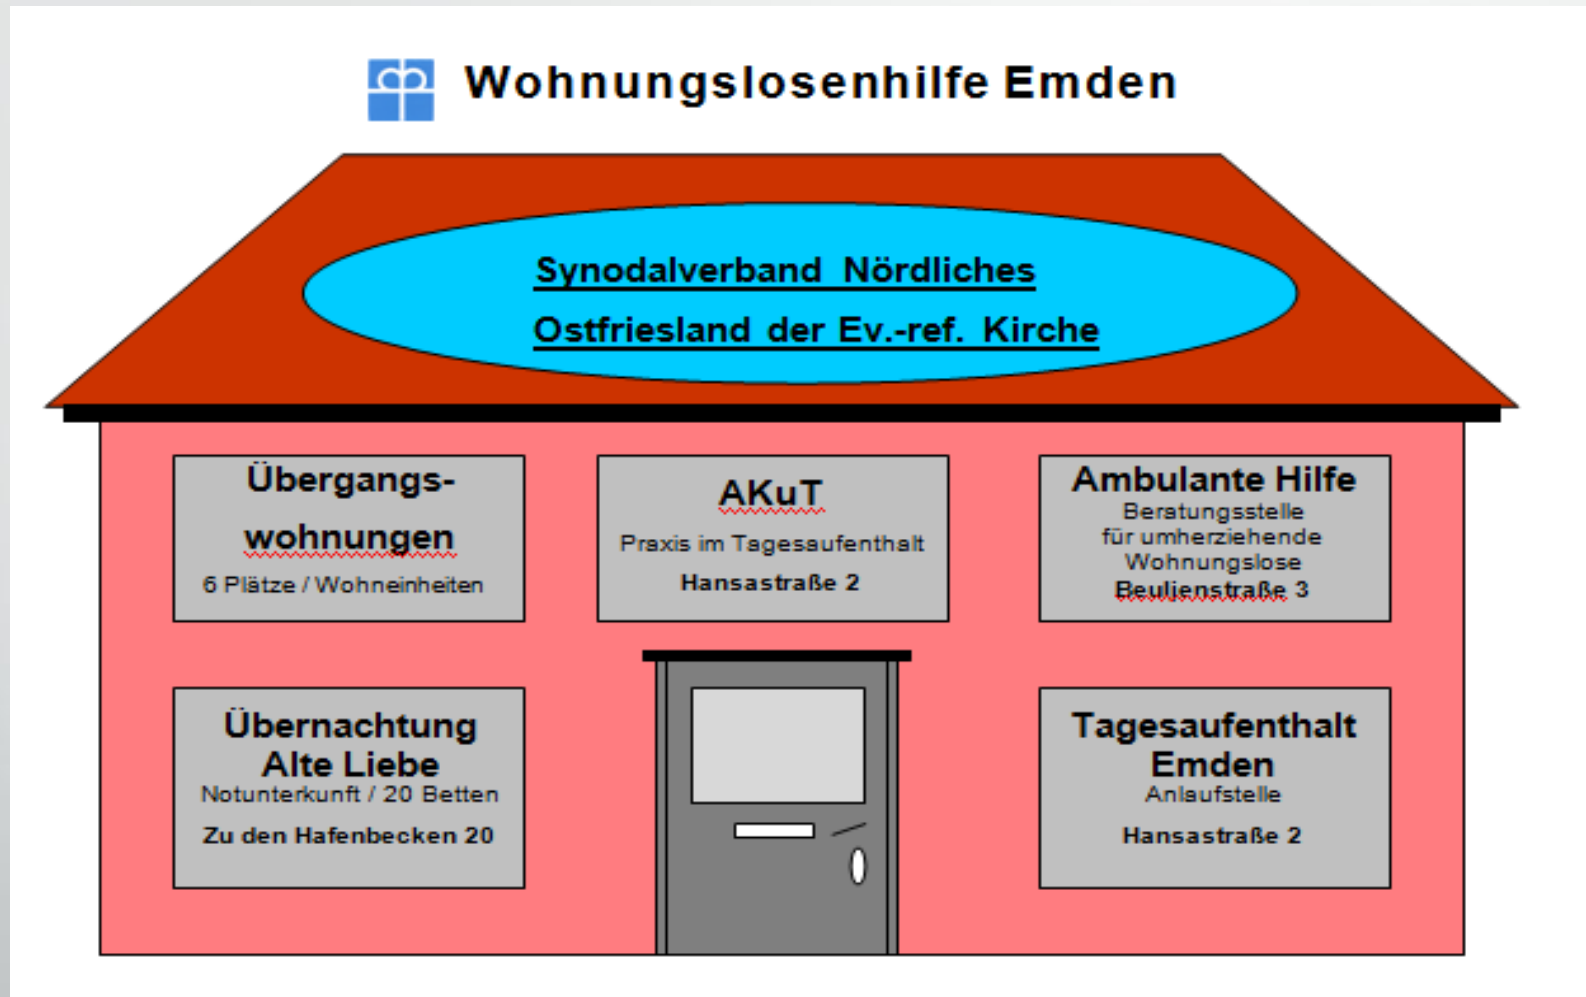 Wohnungslosenhilfe Emden
Synodalverband Nördliches
Ostfriesland der Ev.-ref. Kirche
Übergangs-
wohnungen
6 Plätze / Wohneinheiten
AKuT
Praxis im Tagesaufenthalt
Hansastraße 2
Ambulante Hilfe
Beratungsstelle
für umherziehende
Wohnungslose
Beuljenstraße 3
Übernachtung
Alte Liebe
Notunterkunft / 20 Betten
Zu den Hafenbecken 20
Tagesaufenthalt
Emden
Anlaufstelle
Hansastraße 2